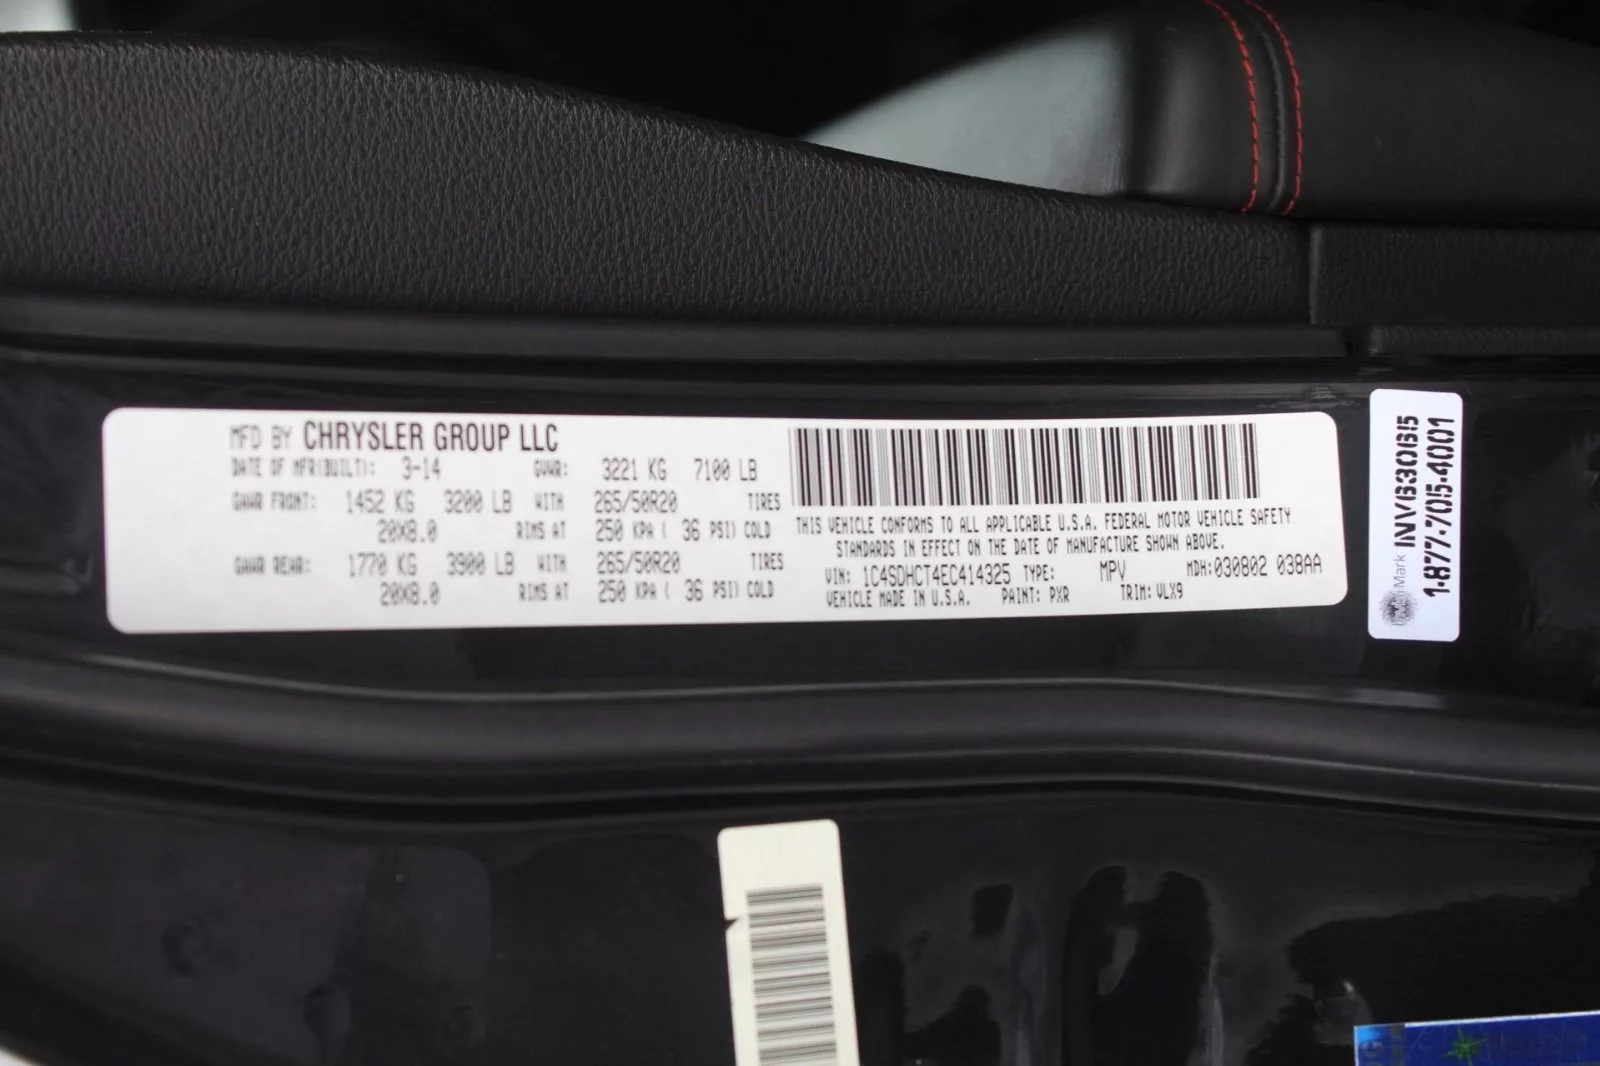 MFD BY CHRYSLER GROUP LLC
DATE OF MFR(BUILT): 3-14 GVWR: 3221 KG 7100 LB
GAWR FRONT: 1452 KG 3200 LB WITH 265/50R20 TIRES
20X8.0 RIMS AT 250 KPA ( 36 PSI) COLD
GAWR REAR: 1770 KG 3900 LB WITH 265/50R20 TIRES
20X8.0 RIMS AT 250 KPA ( 36 PSI) COLD
THIS VEHICLE CONFORMS TO ALL APPLICABLE U.S.A. FEDERAL MOTOR VEHICLE SAFETY
STANDARDS IN EFFECT ON THE DATE OF MANUFACTURE SHOWN ABOVE.
VIN: 1C4SDHCT4EC414325 TYPE: MPV MDH:030802 038AA
VEHICLE MADE IN U.S.A. PAINT: PXR TRIM: VLX9
Mark INV630615
1-877-705-4001